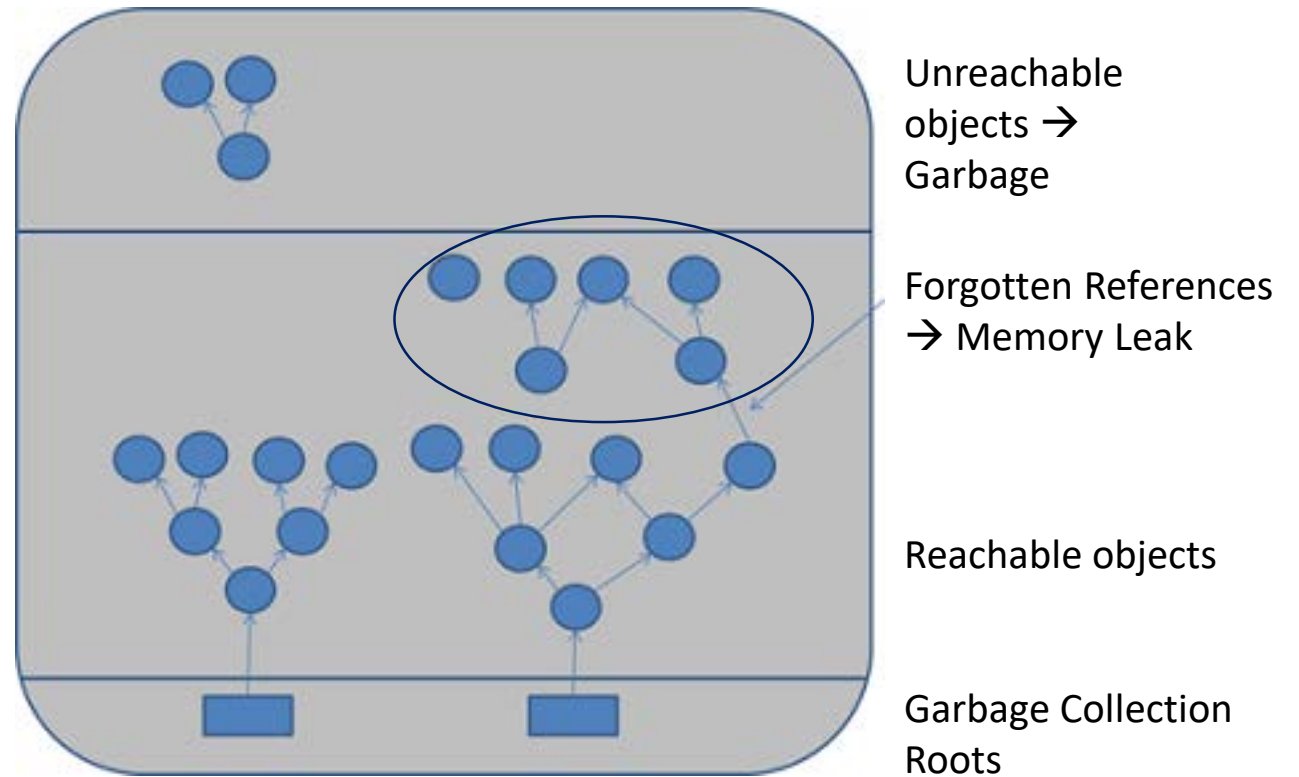 Unreachable
objects →
Garbage
Forgotten References
→ Memory Leak
Reachable objects
Garbage Collection
Roots